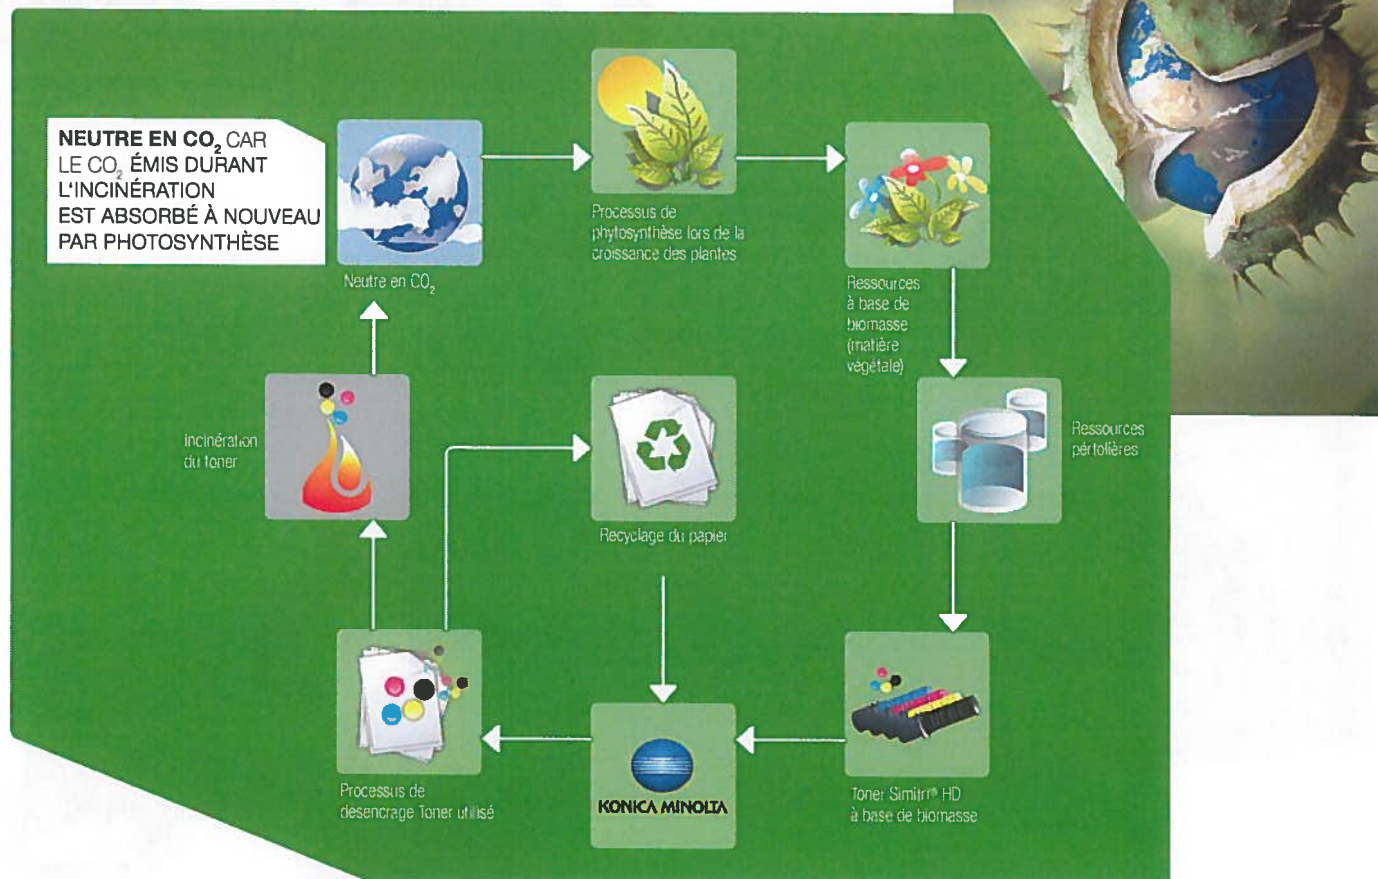 NEUTRE EN CO₂ CAR
LE CO₂ ÉMIS DURANT
L'INCINÉRATION
EST ABSORBÉ À NOUVEAU
PAR PHOTOSYNTHÈSE
Neutre en CO₂
Processus de
phytosynthèse lors de la
croissance des plantes
Ressources
à base de
biomasse
(matière
végétale)
Incinération
du toner
Recyclage du papier
Ressources
pértolières
Processus de
desencrage Toner utilisé
KONICA MINOLTA
Toner Simitri® HD
à base de biomasse